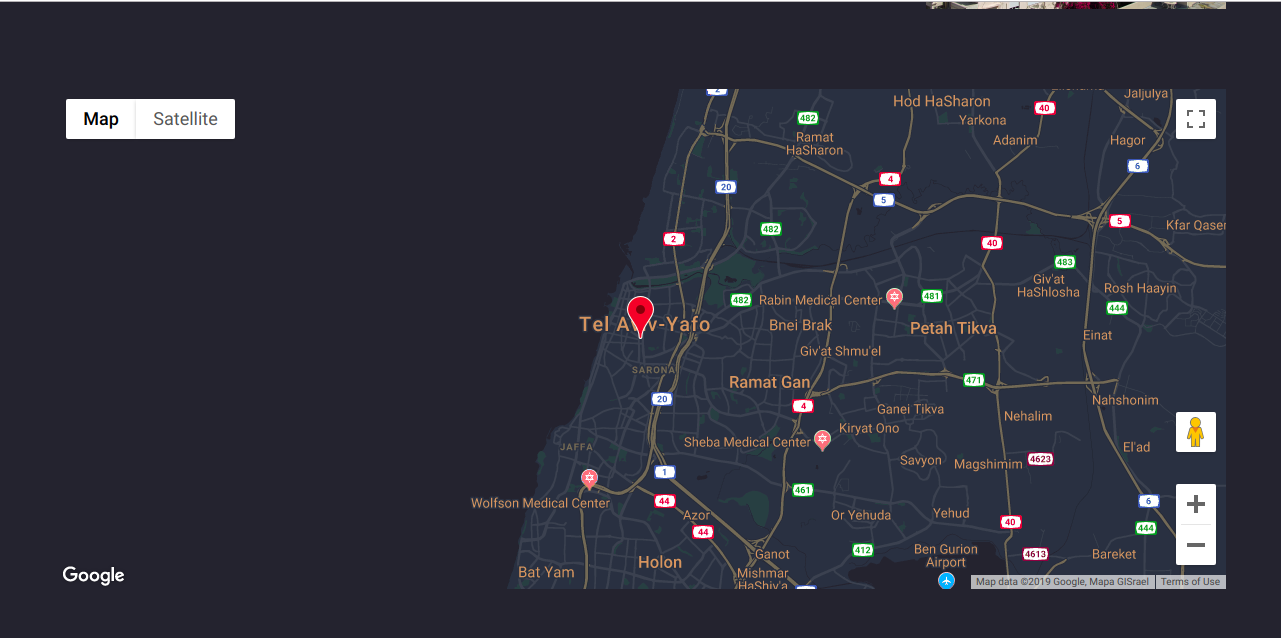 2
Hod HaSharon
Jaljulya
Map
Satellite
40
482
Yarkona
Ramat
HaSharon
Adanim
Hagor
6
4
20
5
5
482
2
40
Kfar Qasem
483
Giv'at
HaShlosha
Rosh Haayin
482
Rabin Medical Center
481
444
Tel Aviv-Yafo
Bnei Brak
Petah Tikva
Einat
Giv'at Shmu'el
SARONA
Ramat Gan
471
20
4
Ganei Tikva
Nahshonim
Nehalim
Kiryat Ono
Sheba Medical Center
JAFFA
El'ad
Savyon
Magshimim
4623
1
461
Wolfson Medical Center
44
6
Azor
Or Yehuda
Yehud
40
44
444
Ganot
412
Ben Gurion
Airport
4613
Bareket
Holon
Bat Yam
Mishmar
HaShiv'a
Google
Map data ©2019 Google, Mapa GISrael
Terms of Use